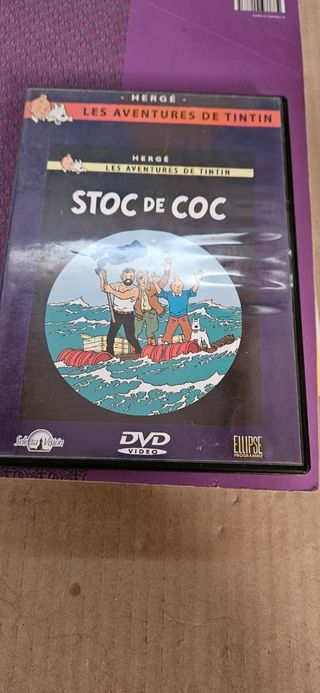 - HERGÉ -
LES AVENTURES DE TINTIN
HERGÉ
LES AVENTURES DE TINTIN
STOC DE COC
DVD
VIDEO
ELLIPSE
PROGRAMME